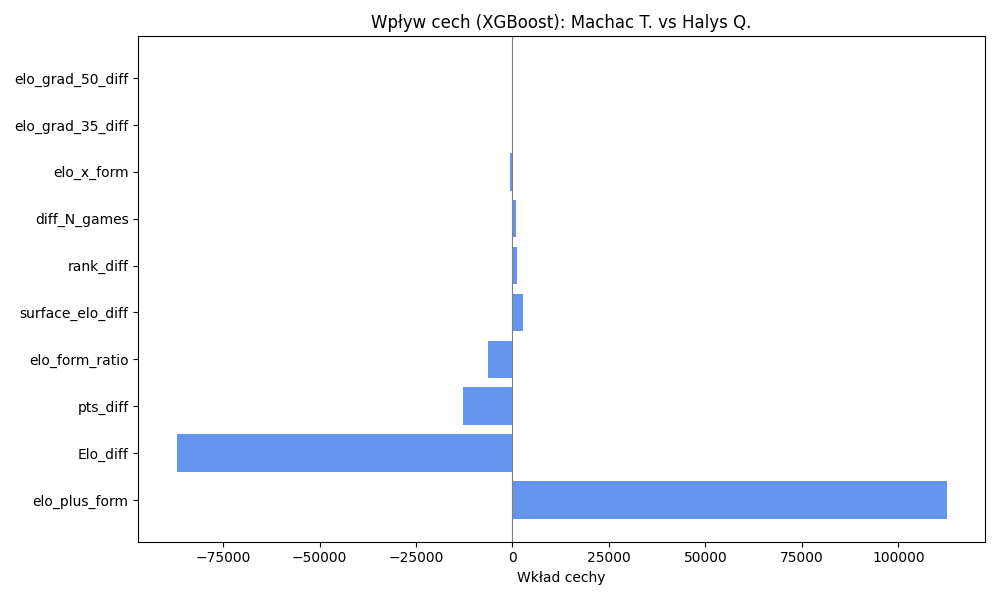 Wpływ cech (XGBoost): Machac T. vs Halys Q.
elo_grad_50_diff
elo_grad_35_diff
elo_x_form
diff_N_games
rank_diff
surface_elo_diff
elo_form_ratio
pts_diff
Elo_diff
elo_plus_form
−75000 −50000 −25000 0 25000 50000 75000 100000
Wkład cechy